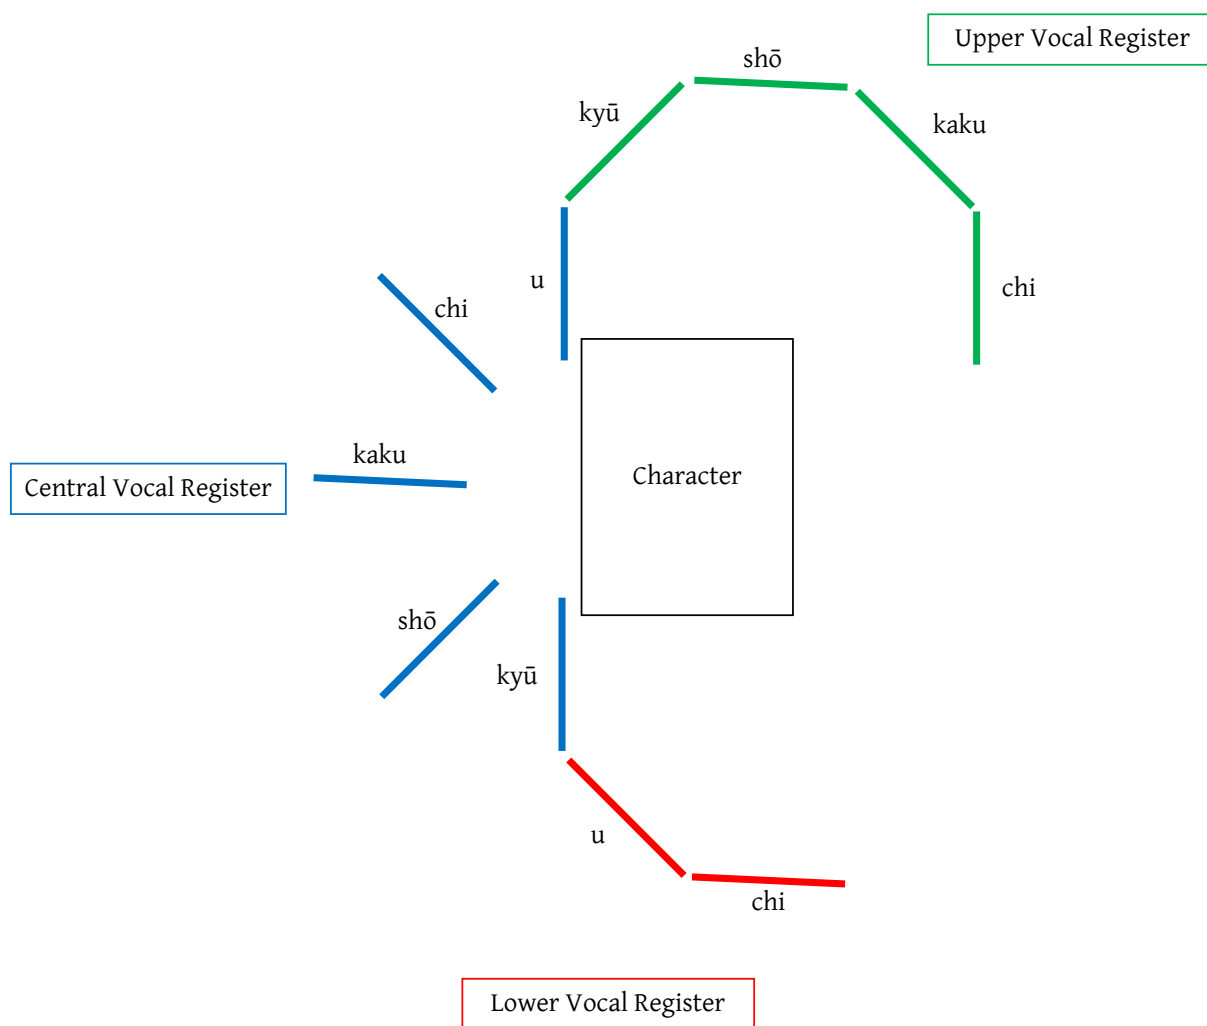 Upper Vocal Register
shō
kyū
kaku
u
chi
chi
kaku
Central Vocal Register
Character
shō
kyū
u
chi
Lower Vocal Register